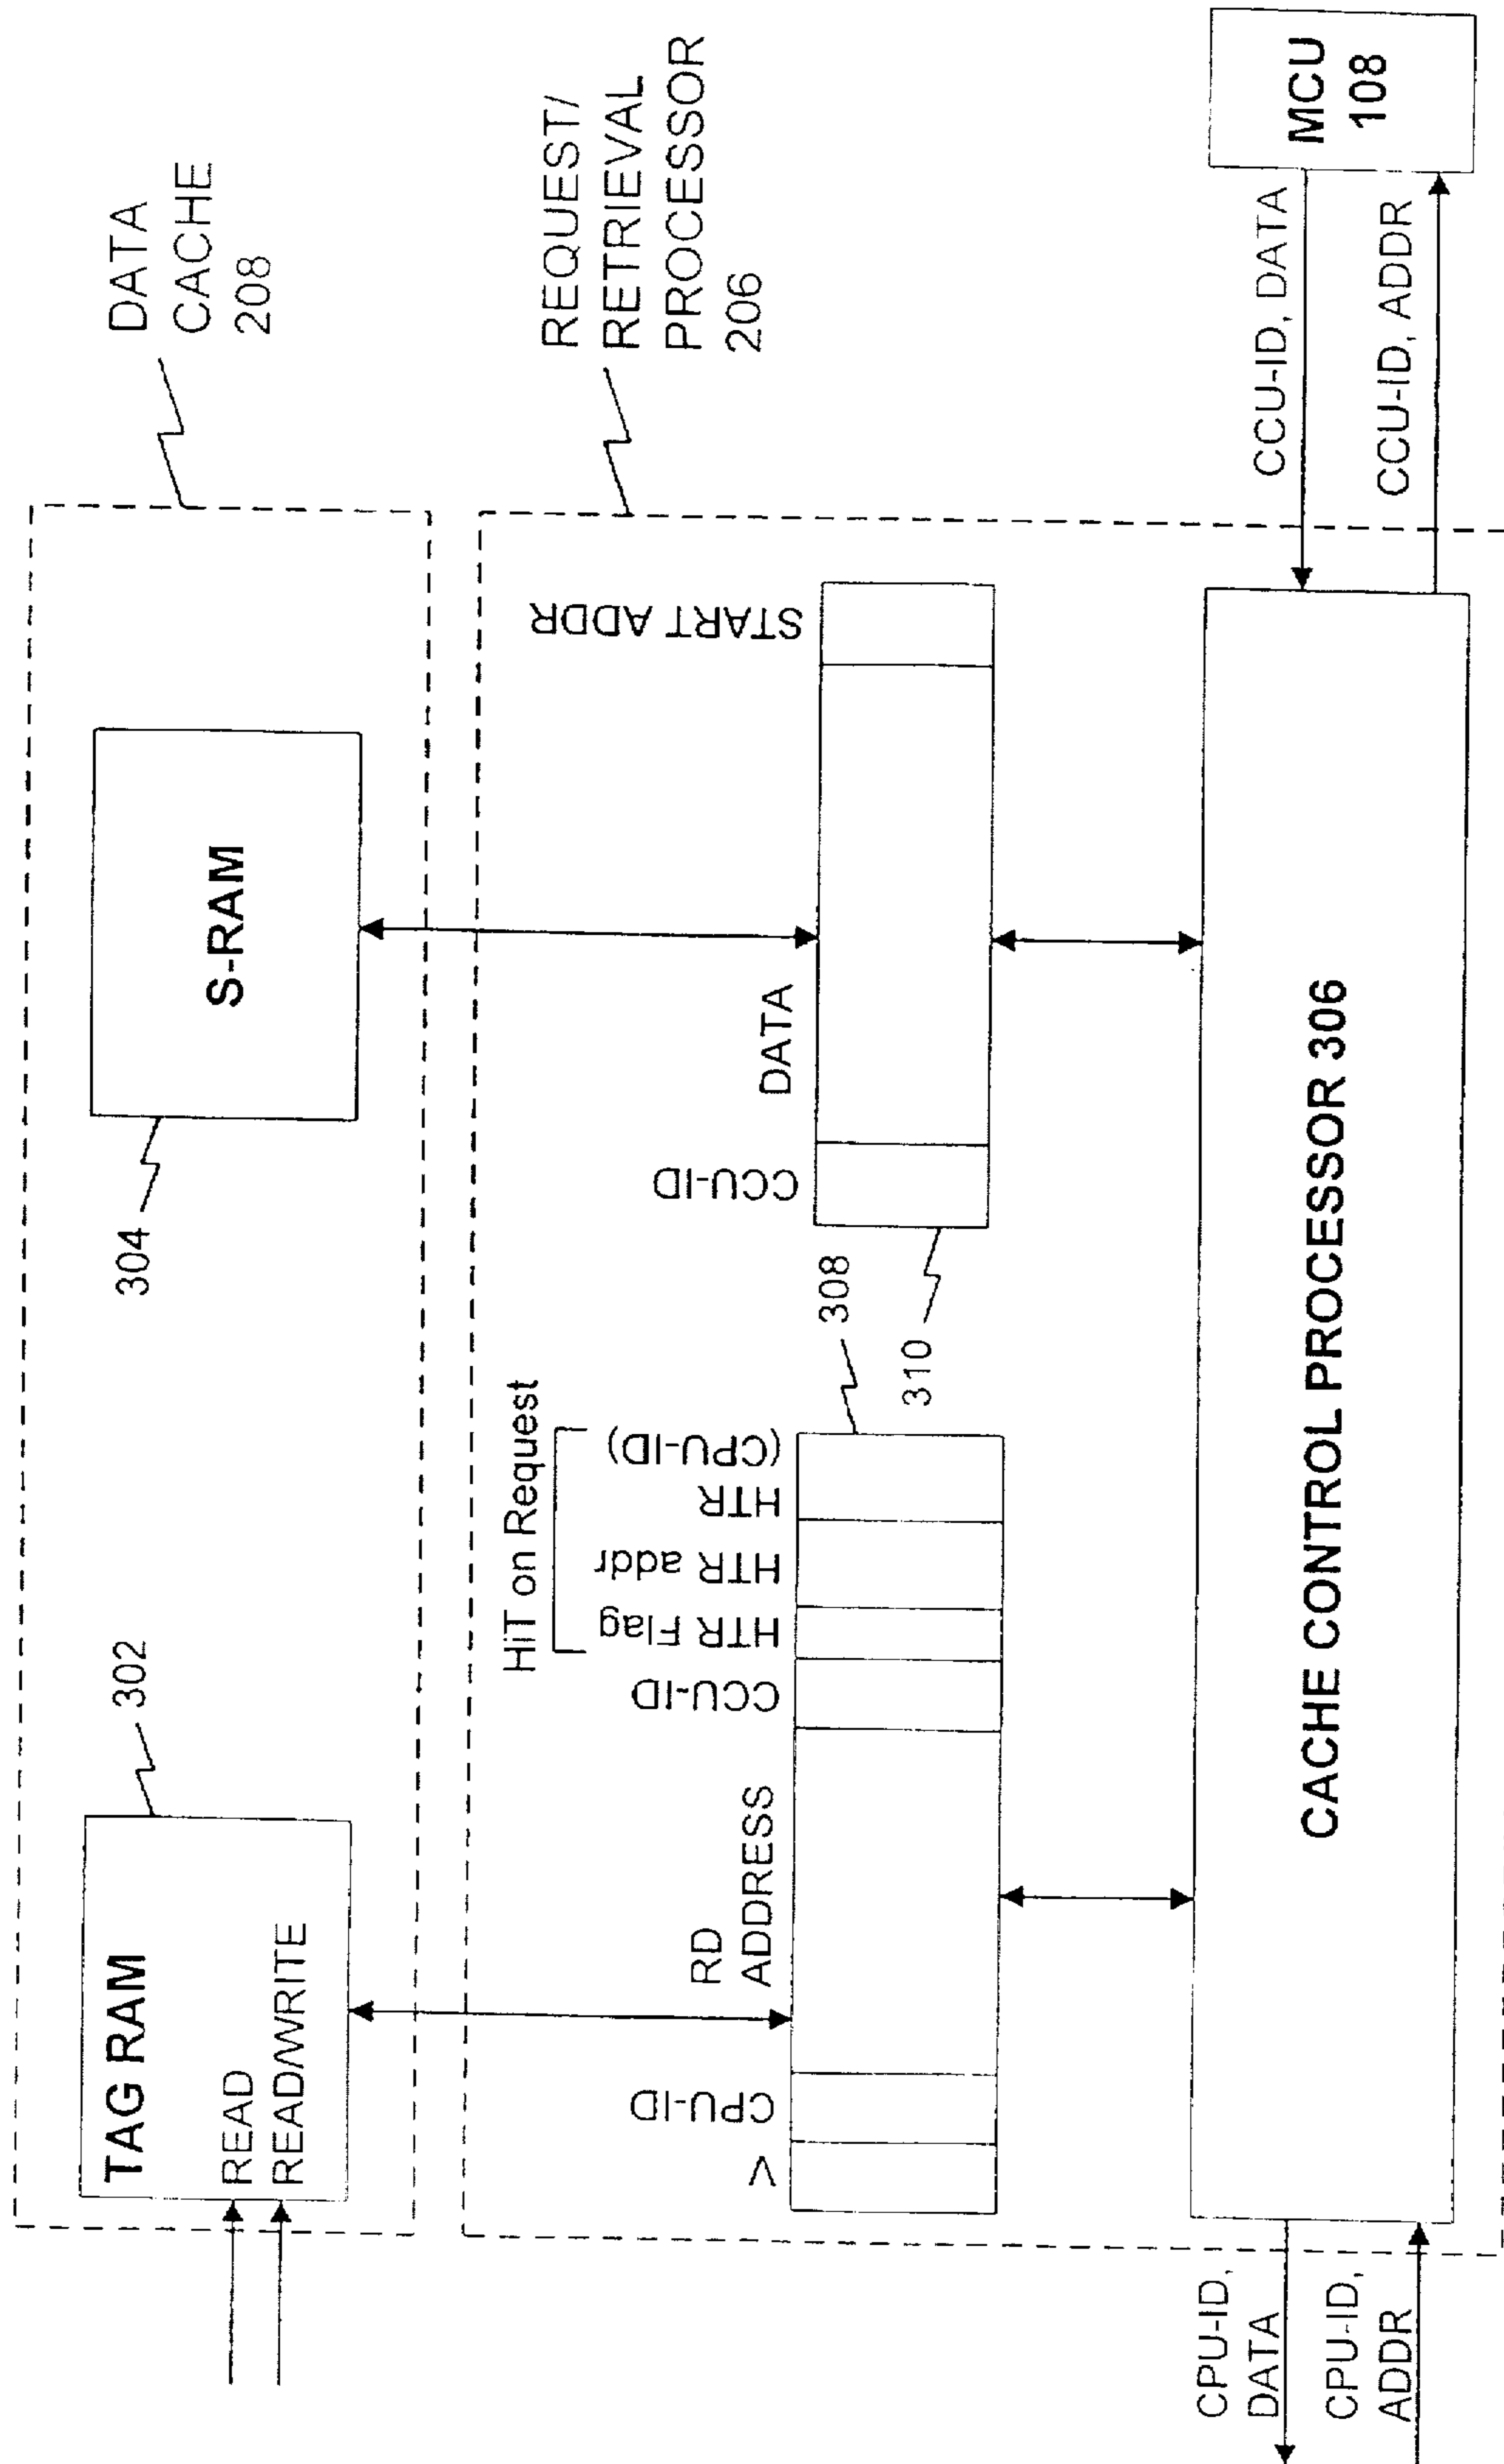 DATA
CACHE
208
302
304
TAG RAM
READ
READ/WRITE
S-RAM
REQUEST/
RETRIEVAL
PROCESSOR
206
HiT on Request
V
CPU-ID
RD
ADDRESS
CCU-ID
HTR Flag
HTR addr
HTR
(CPU-ID)
308
310
CCU-ID
DATA
START ADDR
CACHE CONTROL PROCESSOR 306
CPU-ID,
DATA
CPU-ID,
ADDR
CCU-ID, DATA
CCU-ID, ADDR
MCU
108